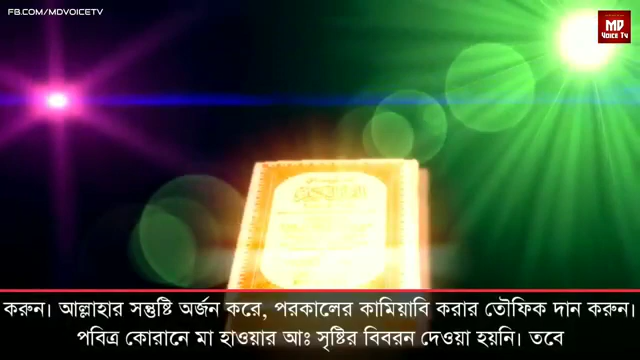 FB.COM/MDVOICETV
MD
Voice Tv
করুন। আল্লাহার সন্তুষ্টি অর্জন করে, পরকালের কামিয়াবি করার তৌফিক দান করুন।
পবিত্র কোরানে মা হাওয়ার আঃ সৃষ্টির বিবরন দেওয়া হয়নি। তবে